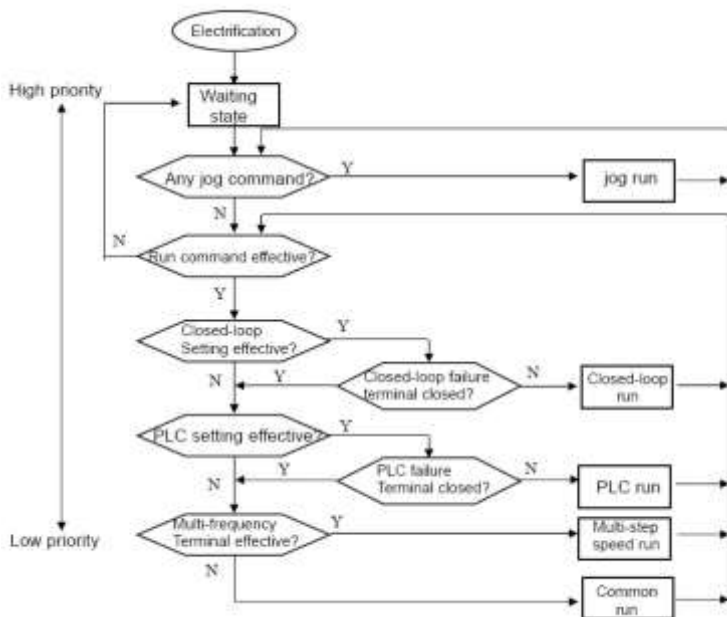 Electrification
High priority
Waiting
state
Any jog command?
Y
jog run
N
N
Run command effective?
Y
Closed-loop
Setting effective?
Y
N
Y
Closed-loop failure
terminal closed?
N
Closed-loop
run
PLC setting effective?
Y
N
Y
PLC failure
Terminal closed?
N
PLC run
Low priority
Multi-frequency
Terminal effective?
Y
Multi-step
speed run
N
Common
run